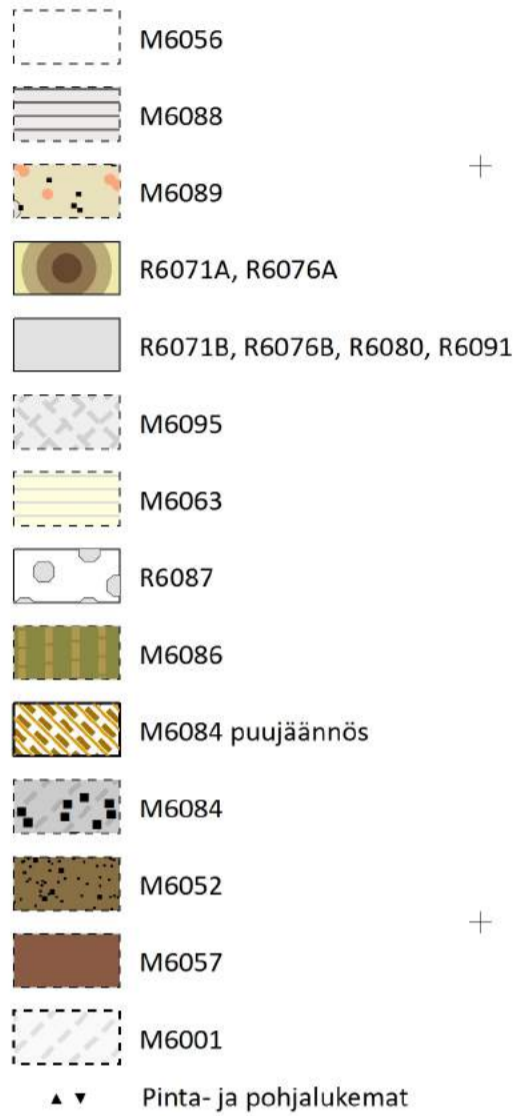 M6056
M6088
M6089
R6071A, R6076A
R6071B, R6076B, R6080, R6091
M6095
M6063
R6087
M6086
M6084 puujäännös
M6084
M6052
M6057
M6001
Pinta- ja pohjalukemat